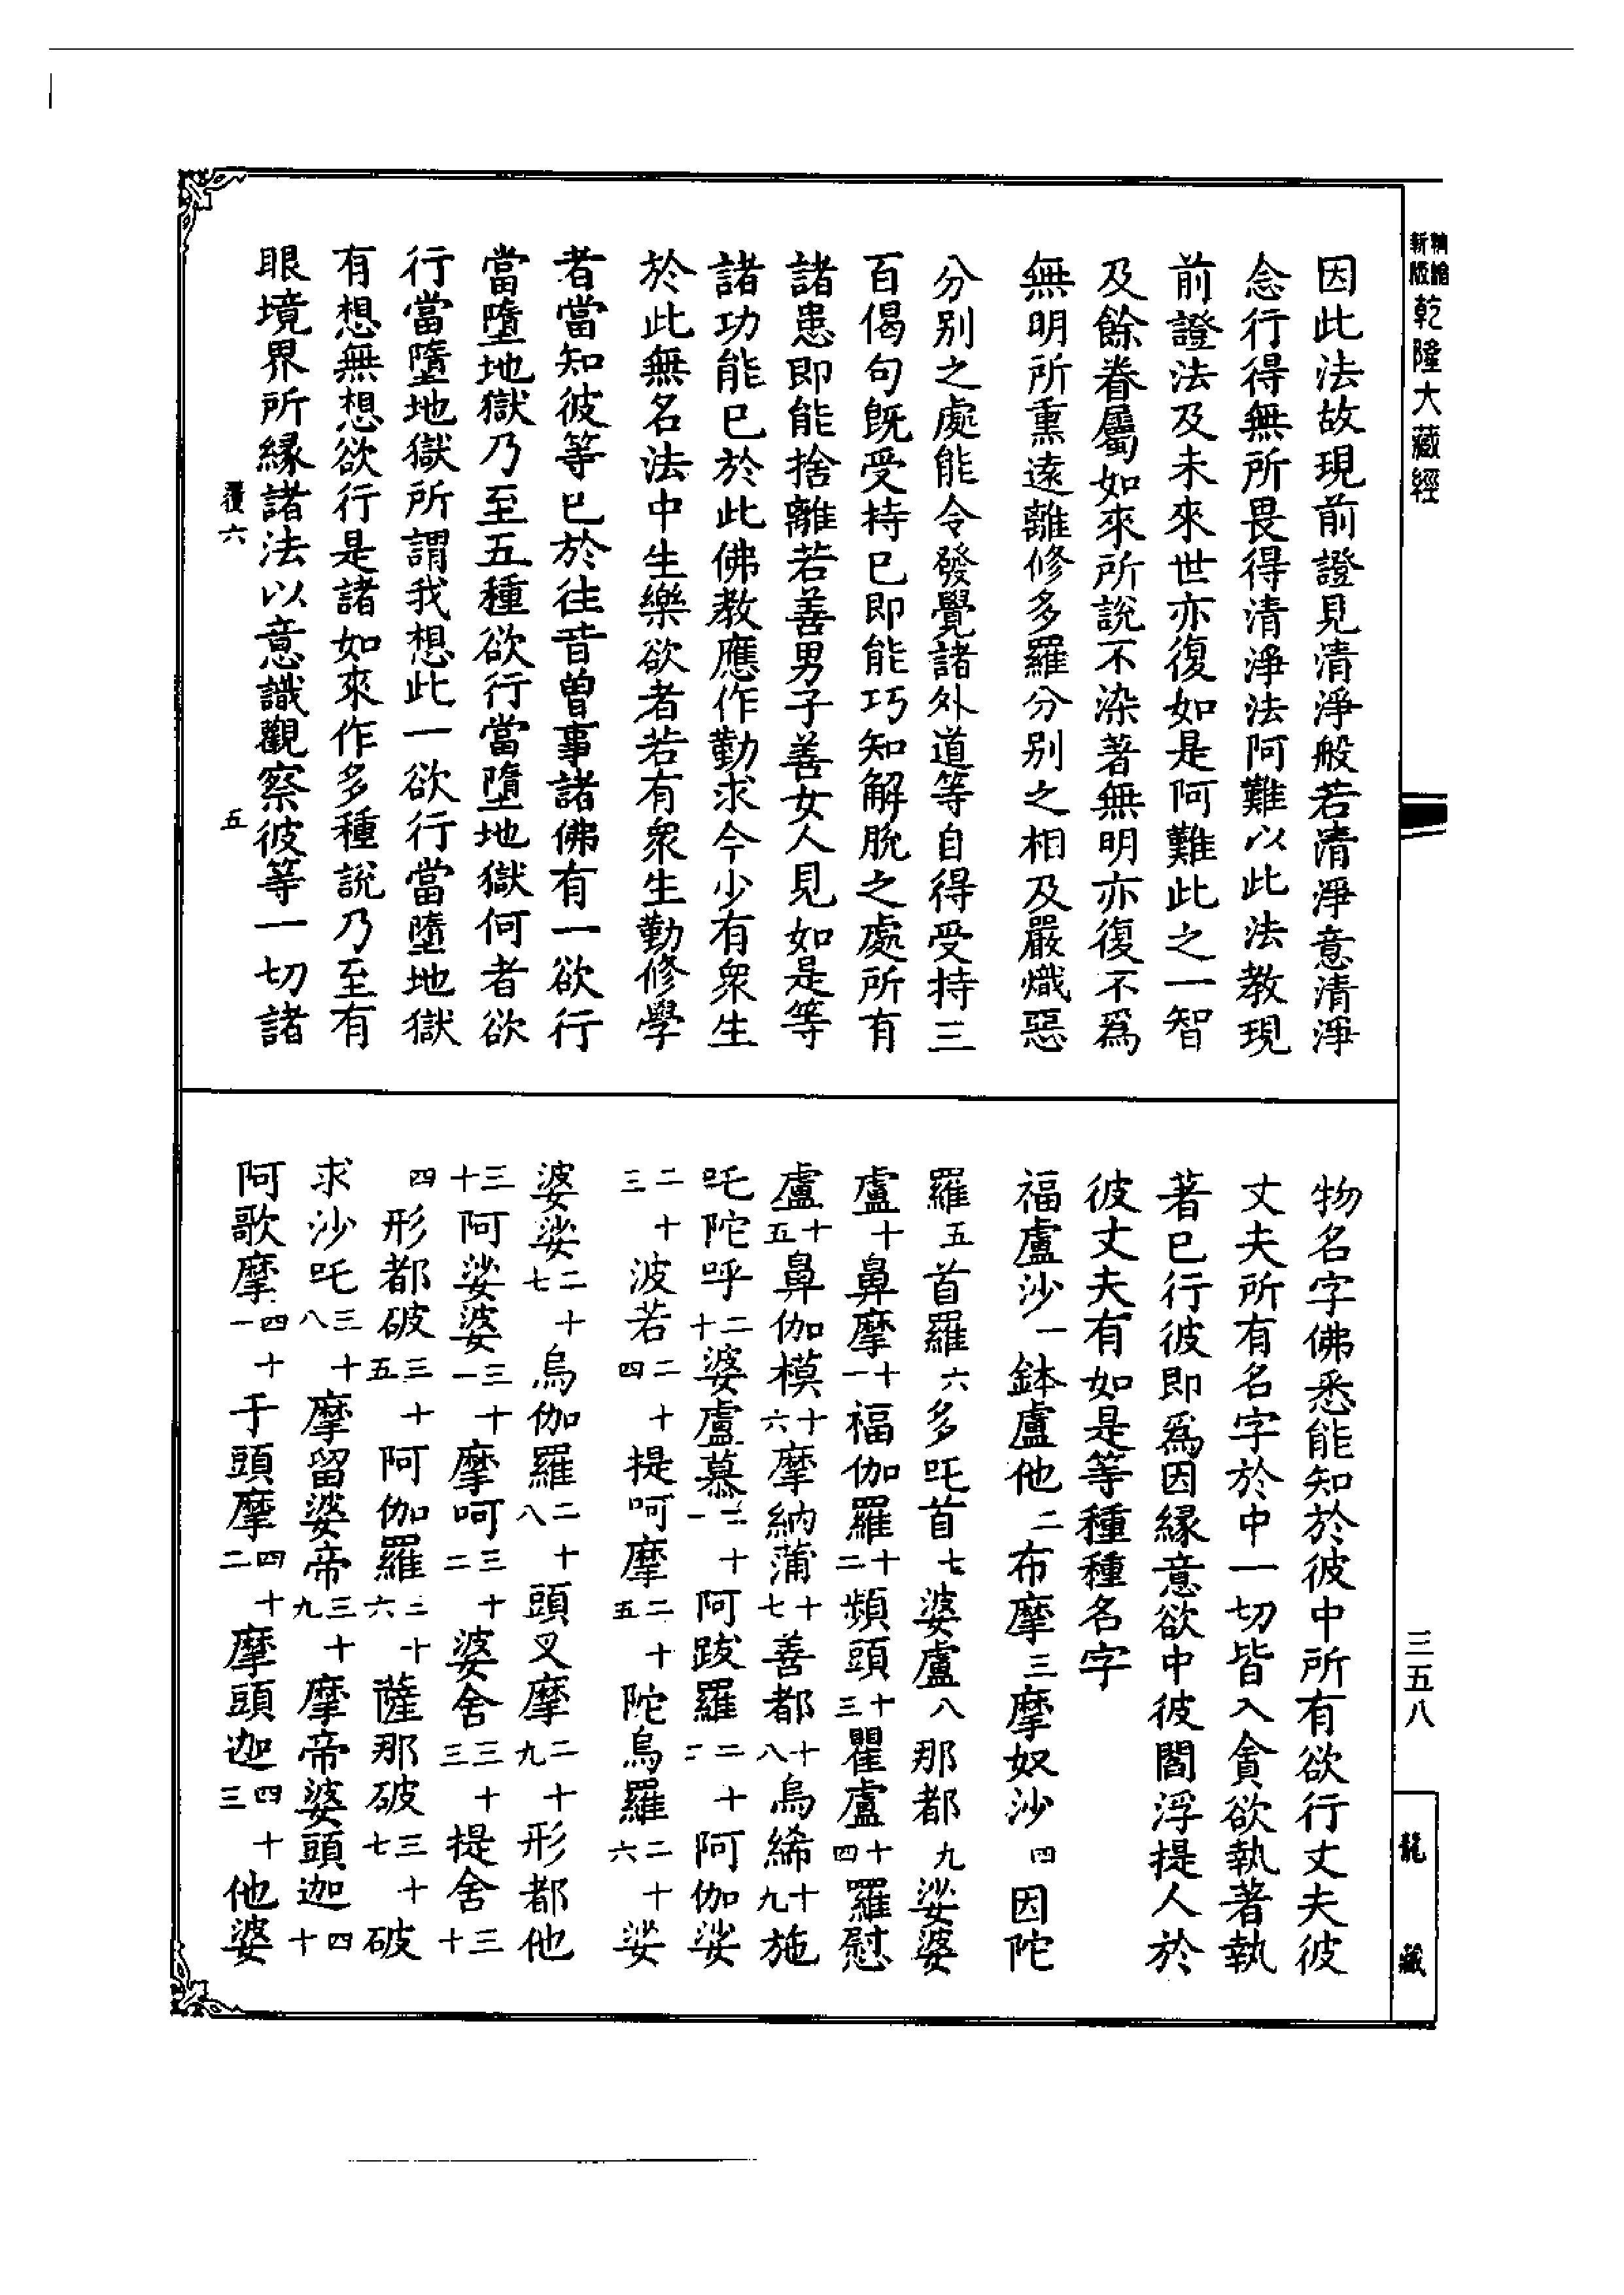 新版精縮乾隆大藏經
因此法故現前證見清淨般若清淨意清淨
念行得無所畏得清淨法阿難以此法教現
前證法及未來世亦復如是阿難此之一智
及餘眷屬如來所說不染著無明亦復不爲
無明所熏遠離修多羅分別之相及嚴熾惡
分別之處能令發覺諸外道等自得受持三
百偈句旣受持已即能巧知解脫之處所有
諸患即能捨離若善男子善女人見如是等
諸功能已於此佛教應作勤求今少有衆生
於此無名法中生樂欲者若有衆生勤修學
者當知彼等已於往昔曾事諸佛有一欲行
當墮地獄乃至五種欲行當墮地獄何者欲
行當墮地獄所謂我想此一欲行當墮地獄
有想無想欲行是諸如來作多種說乃至有
眼境界所緣諸法以意識觀察彼等一切諸
覆六 五
物名字佛悉能知於彼中所有欲行丈夫彼
丈夫所有名字於中一切皆入貪欲執著執
著已行彼即爲因緣意欲中彼閻浮提人於
彼丈夫有如是等種種名字
福盧沙一鉢盧他二布摩三摩奴沙四因陀
羅五首羅六多吒首七婆盧八那都九娑婆
盧十鼻摩十一福伽羅十二頻頭十三瞿盧十四羅慰
盧十五鼻伽模十六摩納蒲十七善都十八烏絺十九施
吒陀呼二十婆盧慕二十一阿跋羅二十二阿伽娑
二十三波若二十四提呵摩二十五陀烏羅二十六娑
婆娑二十七烏伽羅二十八頭叉摩二十九形都他
三十阿娑婆三十一摩呵三十二婆舍三十三提舍三十
四形都破三十五阿伽羅三十六薩那破三十七破
求沙吒三十八摩留婆帝三十九摩帝婆頭迦四十
阿歌摩四十一于頭摩四十二摩頭迦四十三他婆
三五八
龍藏